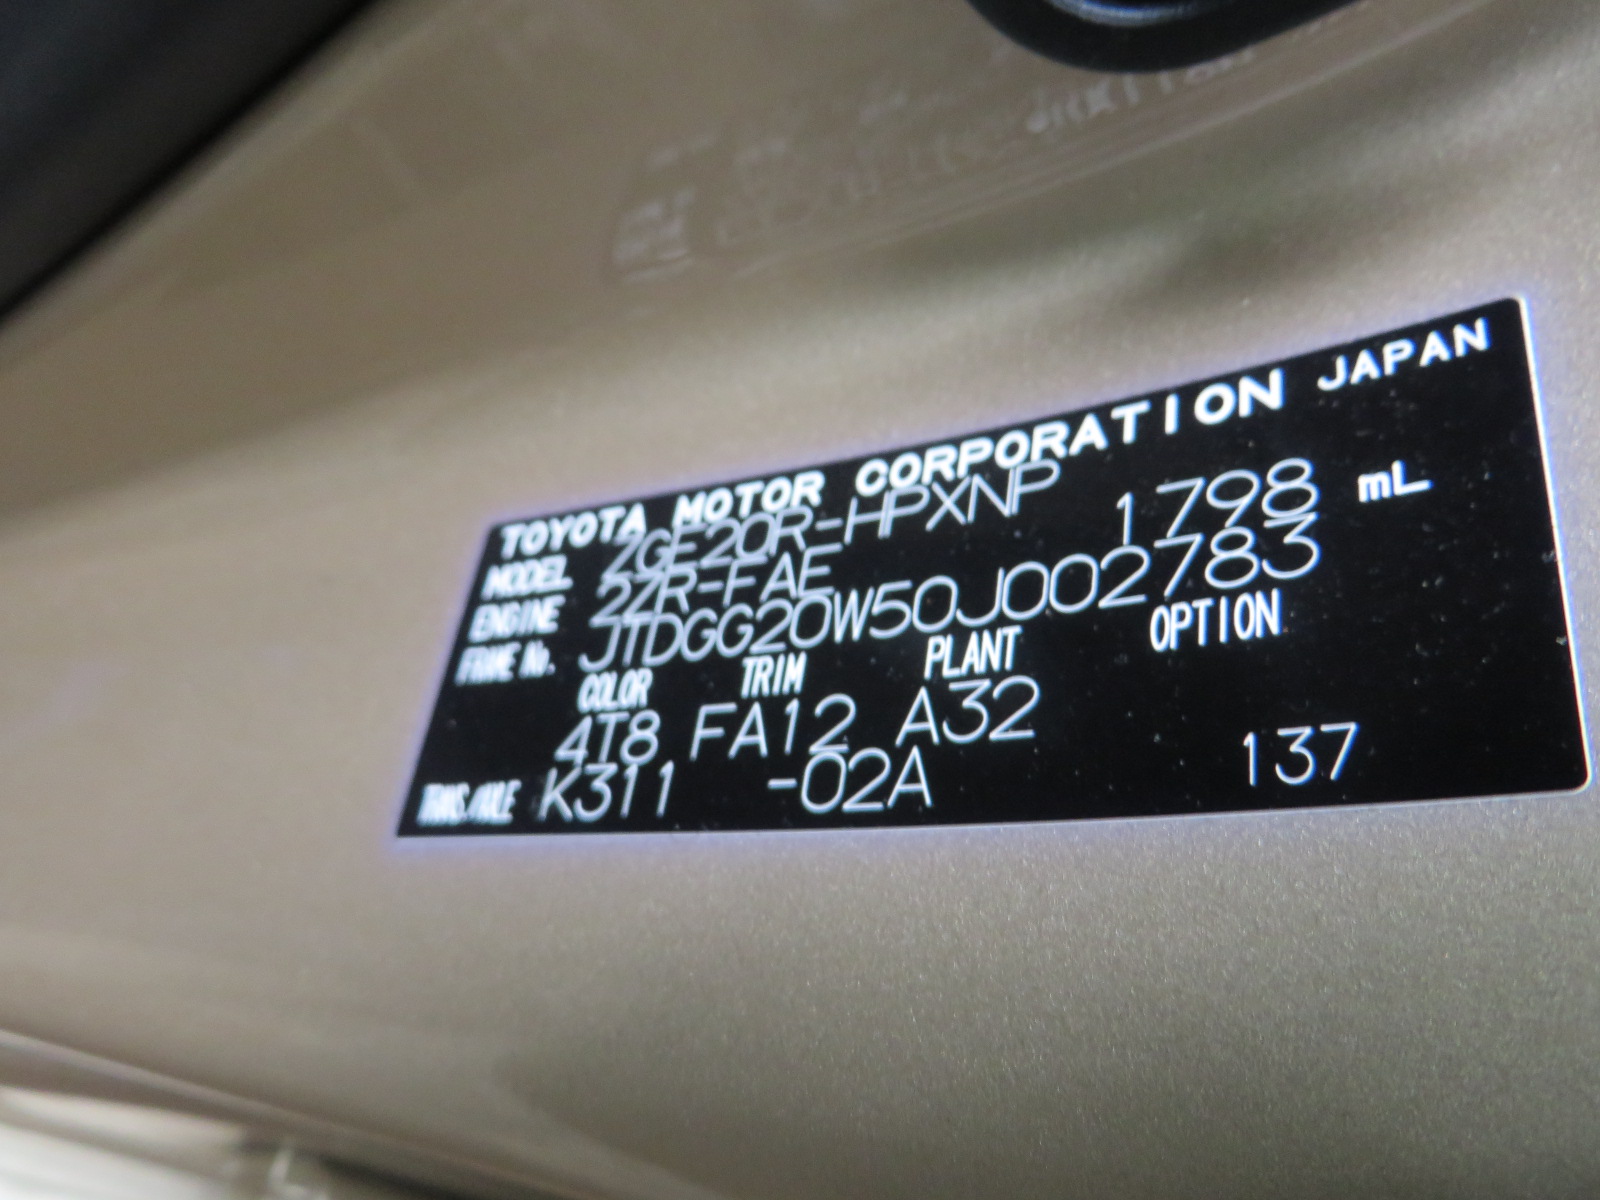 TOYOTA MOTOR CORPORATION JAPAN
MODEL ZGE20R-HPXNP
ENGINE 2ZR-FAE 1798 mL
FRAME No. JTDGG20W50J002783
COLOR TRIM PLANT OPTION
4T8 FA12 A32
TRANS./AXLE K311 -02A 137